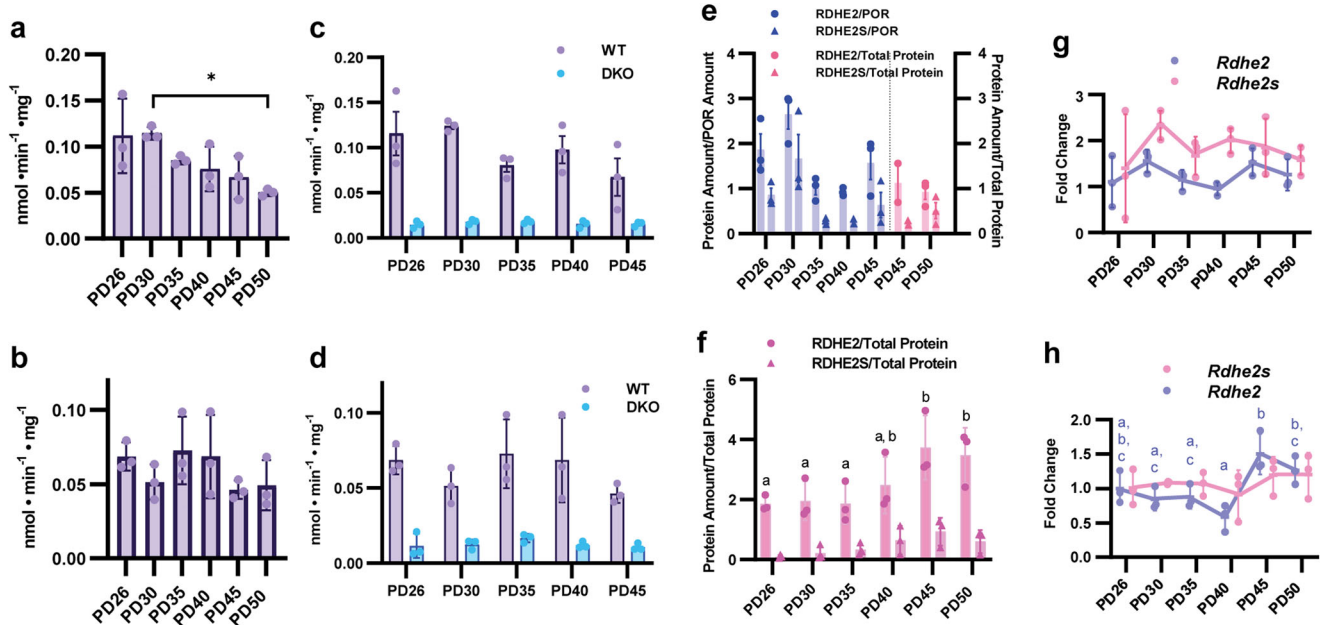 a
nmol •min⁻¹ •mg⁻¹
0.20
0.15
0.10
0.05
0.00
*
PD26
PD30
PD35
PD40
PD45
PD50
c
nmol •min⁻¹ • mg⁻¹
0.20
0.15
0.10
0.05
0.00
WT
DKO
PD26
PD30
PD35
PD40
PD45
e
RDHE2/POR
RDHE2S/POR
RDHE2/Total Protein
RDHE2S/Total Protein
Protein Amount/POR Amount
4
3
2
1
0
Protein Amount/Total Protein
4
3
2
1
0
PD26
PD30
PD35
PD40
PD45
PD45
PD50
g
Rdhe2
Rdhe2s
Fold Change
3
2
1
0
PD26
PD30
PD35
PD40
PD45
PD50
b
nmol • min⁻¹ • mg⁻¹
0.10
0.05
0.00
PD26
PD30
PD35
PD40
PD45
PD50
d
nmol • min⁻¹ • mg⁻¹
0.10
0.05
0.00
WT
DKO
PD26
PD30
PD35
PD40
PD45
f
RDHE2/Total Protein
RDHE2S/Total Protein
Protein Amount/Total Protein
6
4
2
0
a
a
a
a, b
b
b
PD26
PD30
PD35
PD40
PD45
PD50
h
Rdhe2s
Rdhe2
Fold Change
2.0
1.5
1.0
0.5
0.0
a,
b,
c
a,
c
a,
c
a
b
b,
c
PD26
PD30
PD35
PD40
PD45
PD50